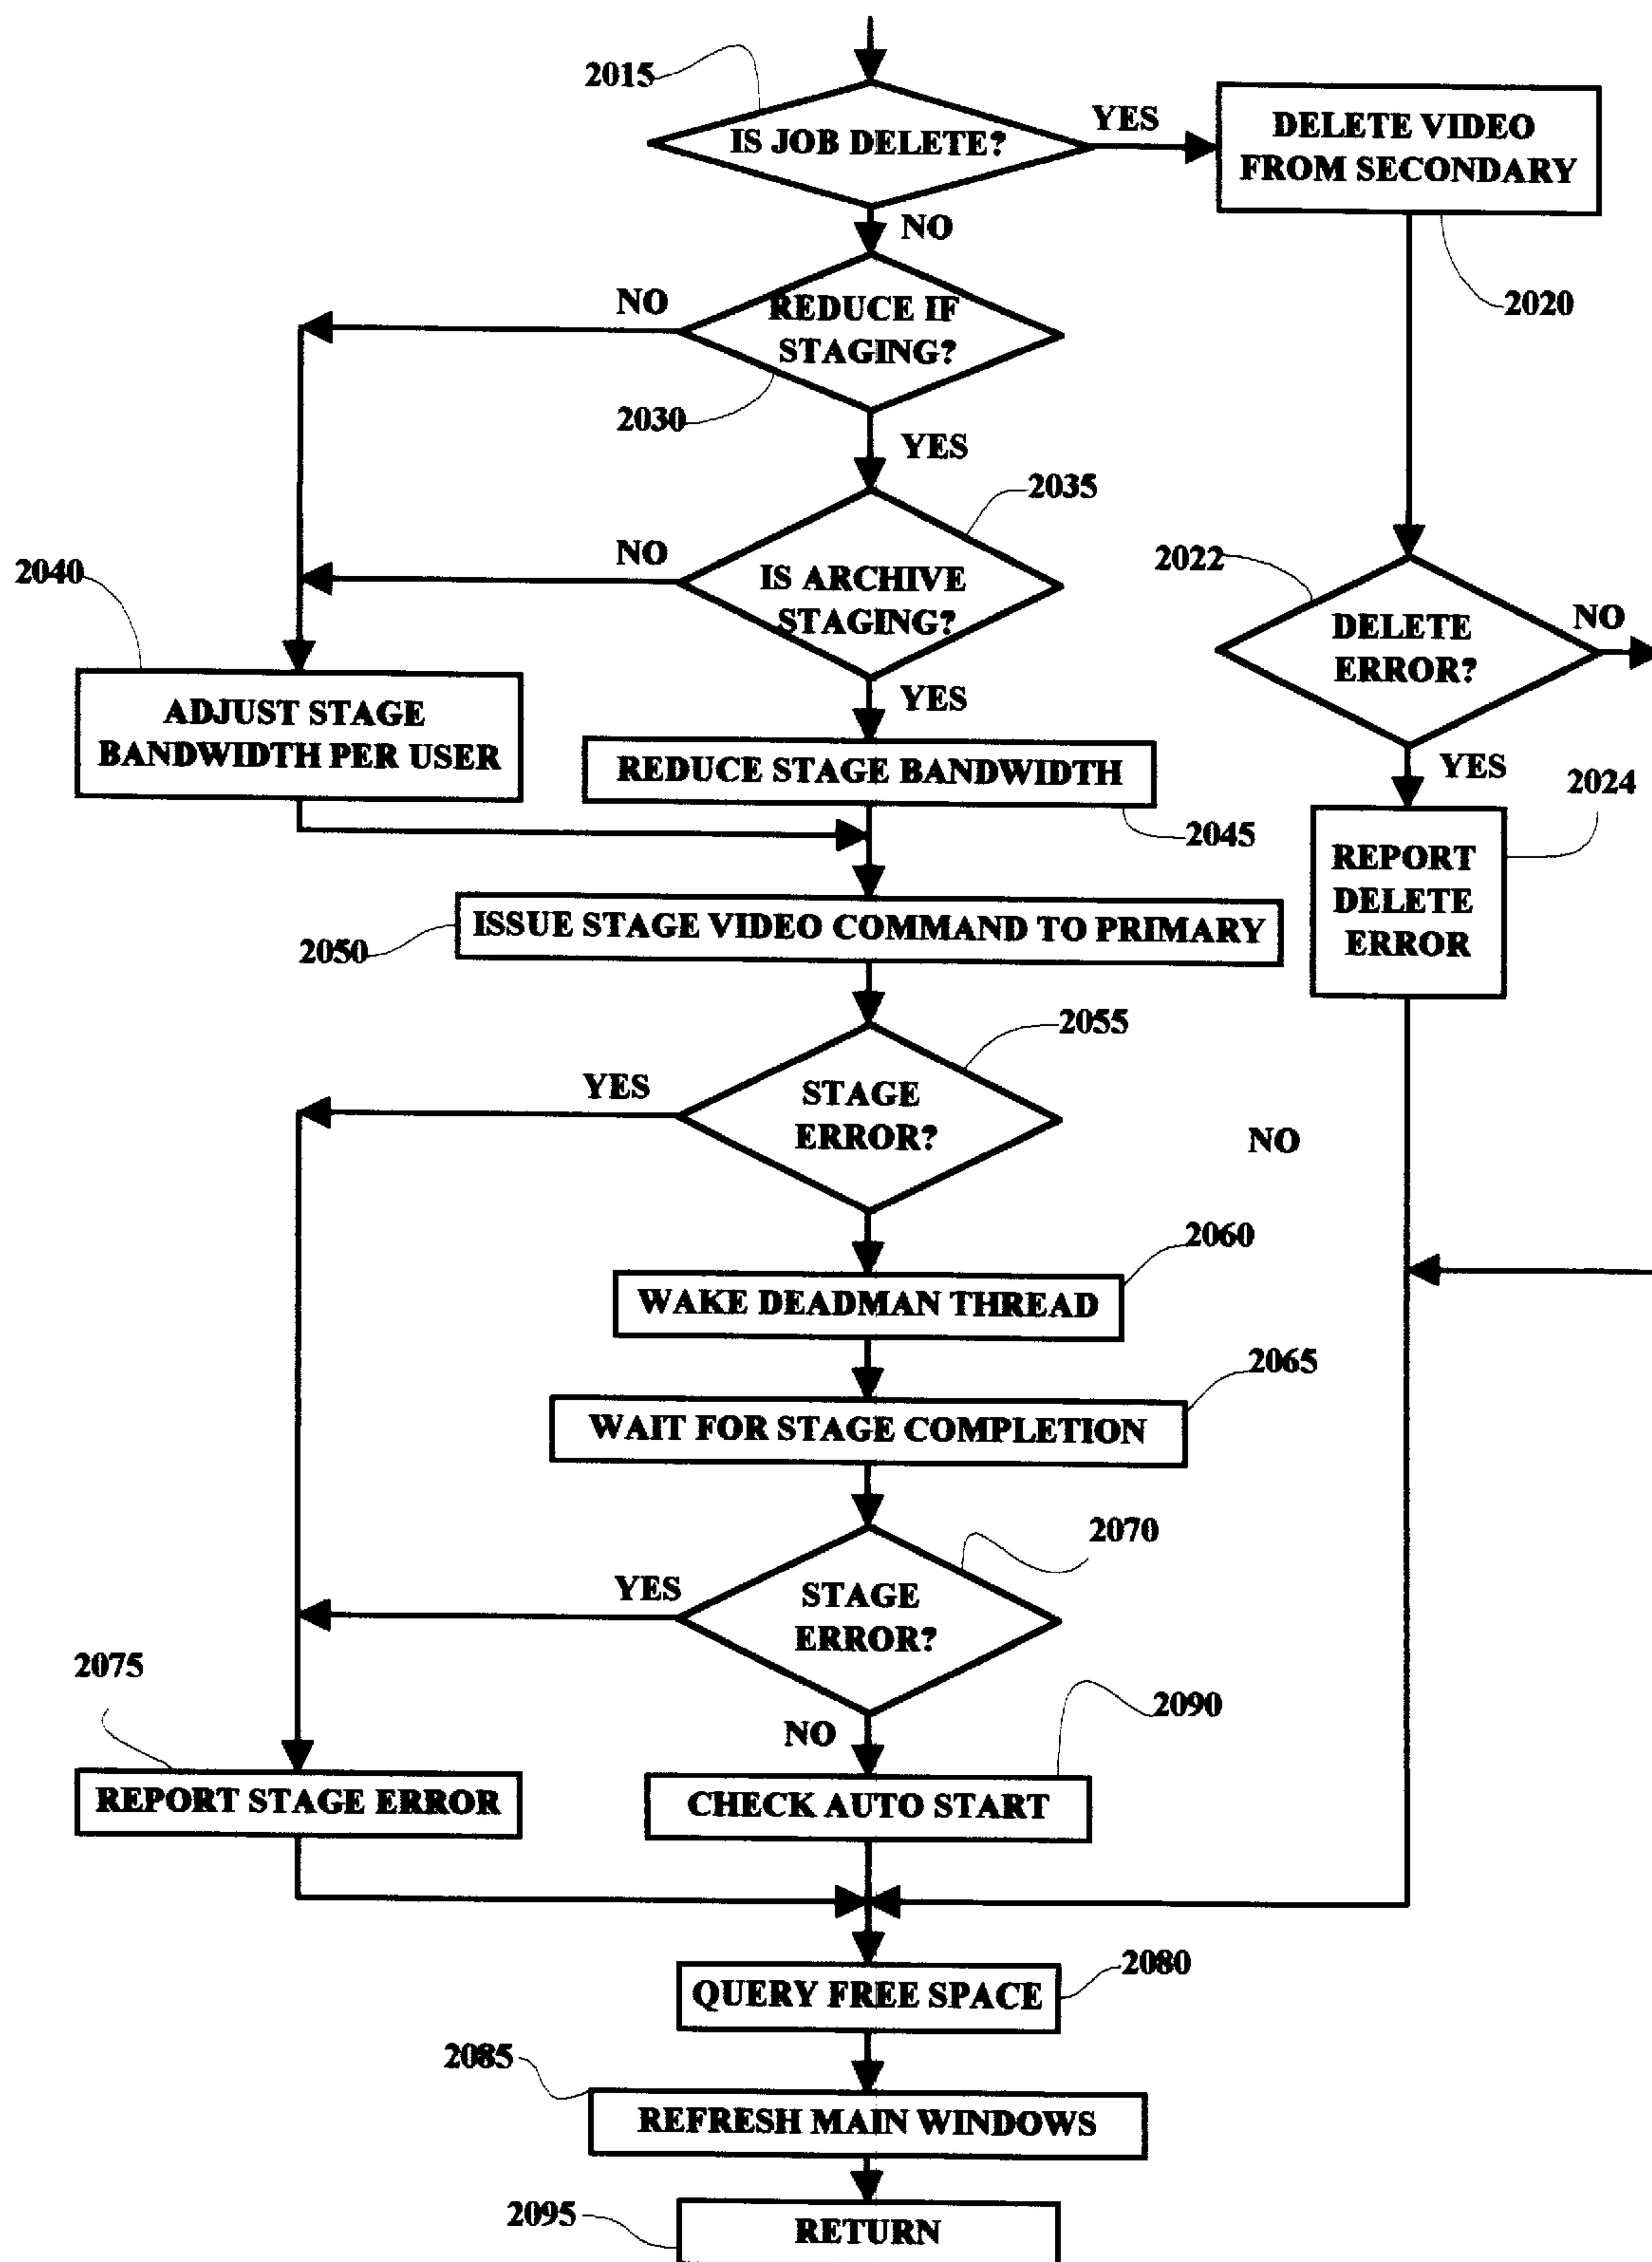 2015
IS JOB DELETE?
YES
DELETE VIDEO
FROM SECONDARY
NO
2020
NO
REDUCE IF
STAGING?
2030
YES
2035
NO
IS ARCHIVE
STAGING?
2040
2022
DELETE
ERROR?
NO
YES
ADJUST STAGE
BANDWIDTH PER USER
REDUCE STAGE BANDWIDTH
2045
YES
2024
REPORT
DELETE
ERROR
ISSUE STAGE VIDEO COMMAND TO PRIMARY
2050
2055
YES
STAGE
ERROR?
NO
2060
WAKE DEADMAN THREAD
2065
WAIT FOR STAGE COMPLETION
2070
YES
STAGE
ERROR?
2075
2090
NO
REPORT STAGE ERROR
CHECK AUTO START
2080
QUERY FREE SPACE
2085
REFRESH MAIN WINDOWS
2095
RETURN